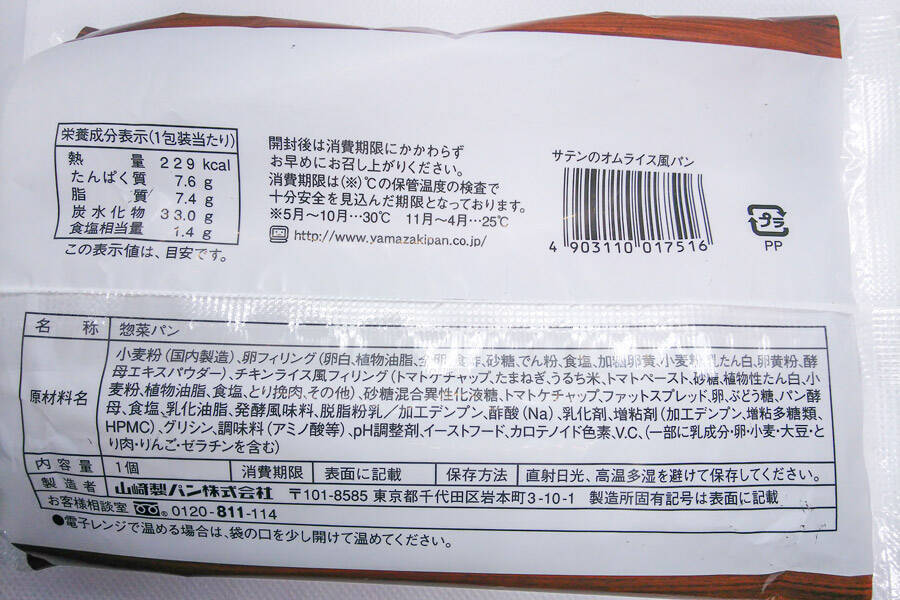 栄養成分表示(1包装当たり)
熱量 229 kcal
たんぱく質 7.6 g
脂質 7.4 g
炭水化物 33.0 g
食塩相当量 1.4 g
この表示値は、目安です。
開封後は消費期限にかかわらず
お早めにお召し上がりください。
消費期限は(※)℃の保管温度の検査で
十分安全を見込んだ期限となっております。
※5月〜10月…30℃ 11月〜4月…25℃
http://www.yamazakipan.co.jp/
サテンのオムライス風パン
4 903110 017516
プラ
PP
名称 惣菜パン
原材料名
小麦粉(国内製造)、卵フィリング(卵白、植物油脂、全卵、食酢、砂糖、でん粉、食塩、加糖卵黄、小麦粉、乳たん白、卵黄粉、酵
母エキスパウダー)、チキンライス風フィリング(トマトケチャップ、たまねぎ、うるち米、トマトペースト、砂糖、植物性たん白、小
麦粉、植物油脂、食塩、とり挽肉、その他)、砂糖混合異性化液糖、トマトケチャップ、ファットスプレッド、卵、ぶどう糖、パン酵
母、食塩、乳化油脂、発酵風味料、脱脂粉乳／加工デンプン、酢酸(Na)、乳化剤、増粘剤(加工デンプン、増粘多糖類、
HPMC)、グリシン、調味料(アミノ酸等)、pH調整剤、イーストフード、カロテノイド色素、V.C、(一部に乳成分・卵・小麦・大豆・と
り肉・りんご・ゼラチンを含む)
内容量 1個 消費期限 表面に記載 保存方法 直射日光、高温多湿を避けて保存してください。
製造者 山崎製パン株式会社 〒101-8585 東京都千代田区岩本町3-10-1 製造所固有記号は表面に記載
お客様相談室 0120-811-114
●電子レンジで温める場合は、袋の口を少し開けて温めてください。